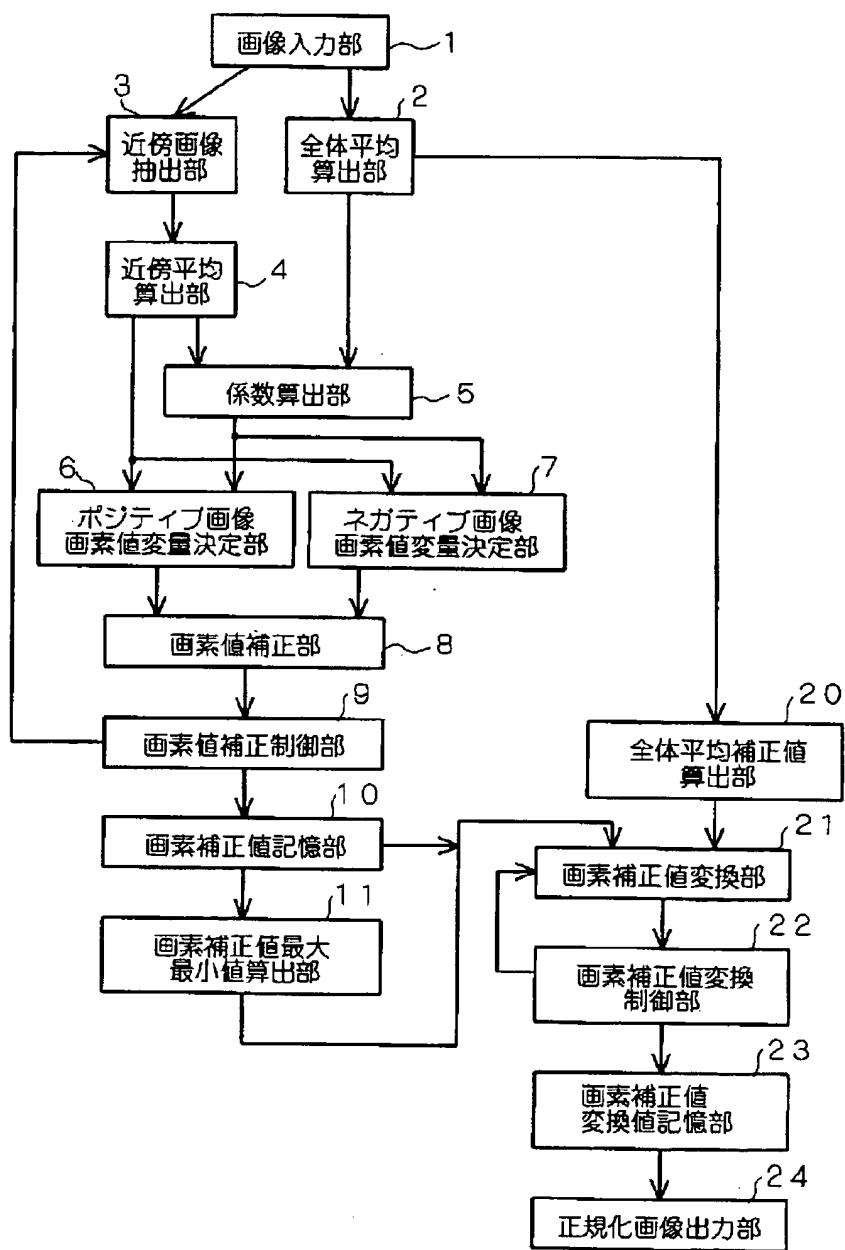 画像入力部
1
3
近傍画像
抽出部
2
全体平均
算出部
近傍平均
算出部
4
係数算出部
5
6
ポジティブ画像
画素値変量決定部
7
ネガティブ画像
画素値変量決定部
画素値補正部
8
9
画素値補正制御部
20
全体平均補正値
算出部
10
画素補正値記憶部
21
画素補正値変換部
11
画素補正値最大
最小値算出部
22
画素補正値変換
制御部
23
画素補正値
変換値記憶部
24
正規化画像出力部